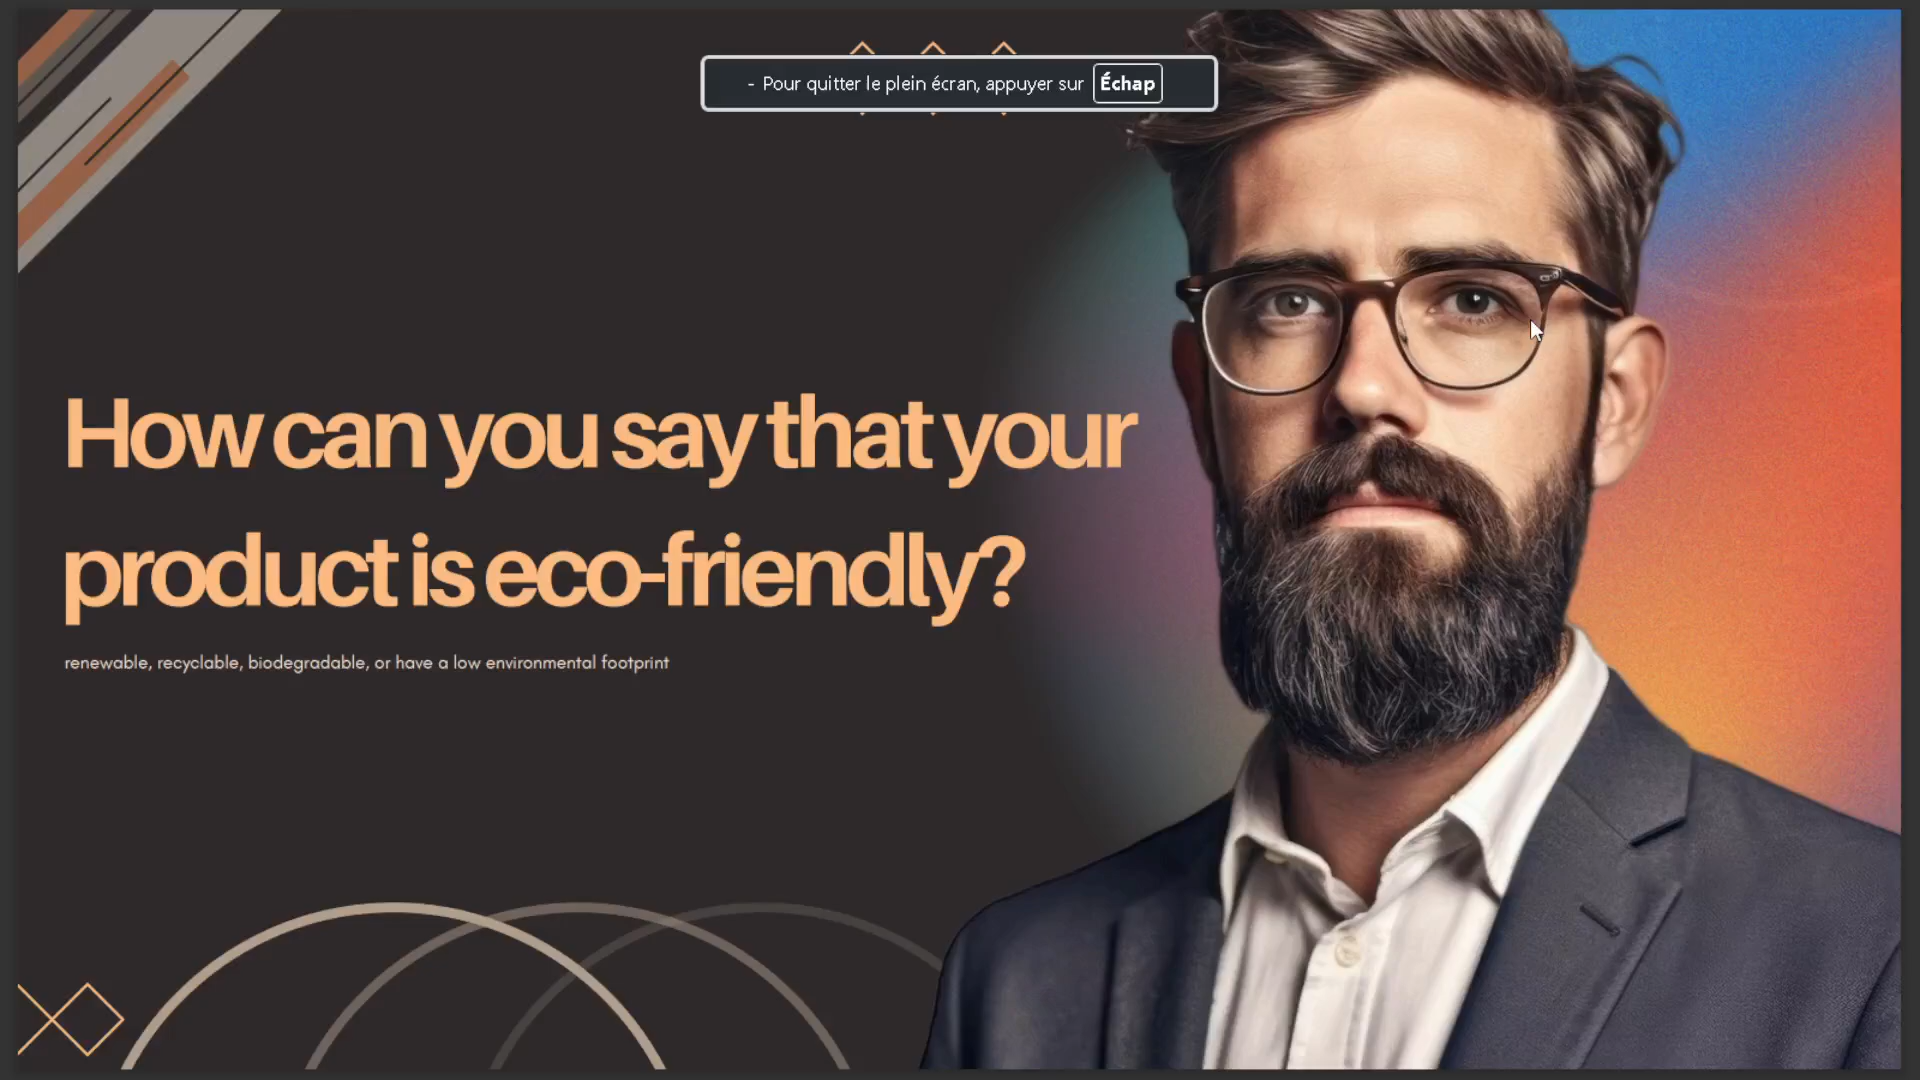 - Pour quitter le plein écran, appuyer sur Échap
How can you say that your
product is eco-friendly?
renewable, recyclable, biodegradable, or have a low environmental footprint